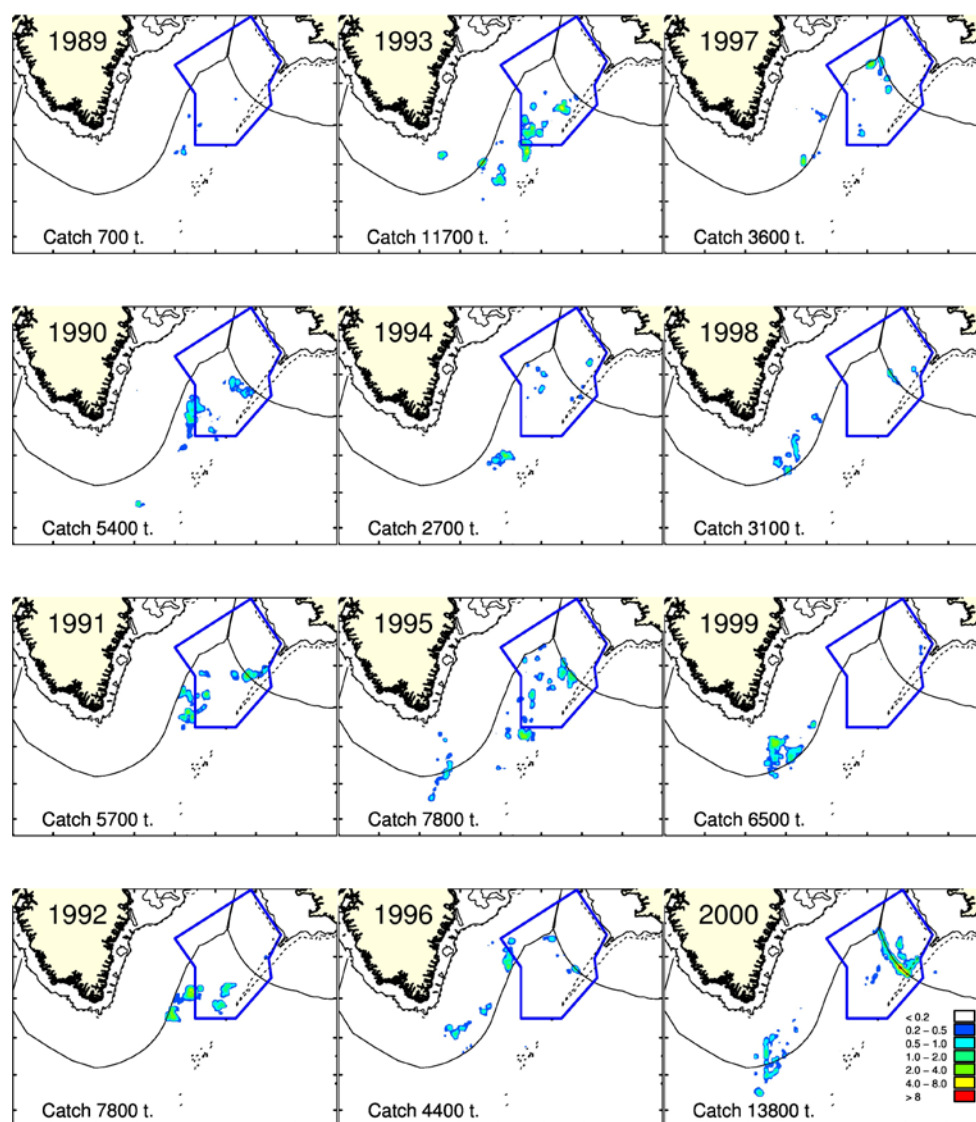 1989
1993
1997
Catch 700 t.
Catch 11700 t.
Catch 3600 t.
1990
1994
1998
Catch 5400 t.
Catch 2700 t.
Catch 3100 t.
1991
1995
1999
Catch 5700 t.
Catch 7800 t.
Catch 6500 t.
1992
1996
2000
Catch 7800 t.
Catch 4400 t.
Catch 13800 t.
< 0.2
0.2 – 0.5
0.5 – 1.0
1.0 – 2.0
2.0 – 4.0
4.0 – 8.0
> 8